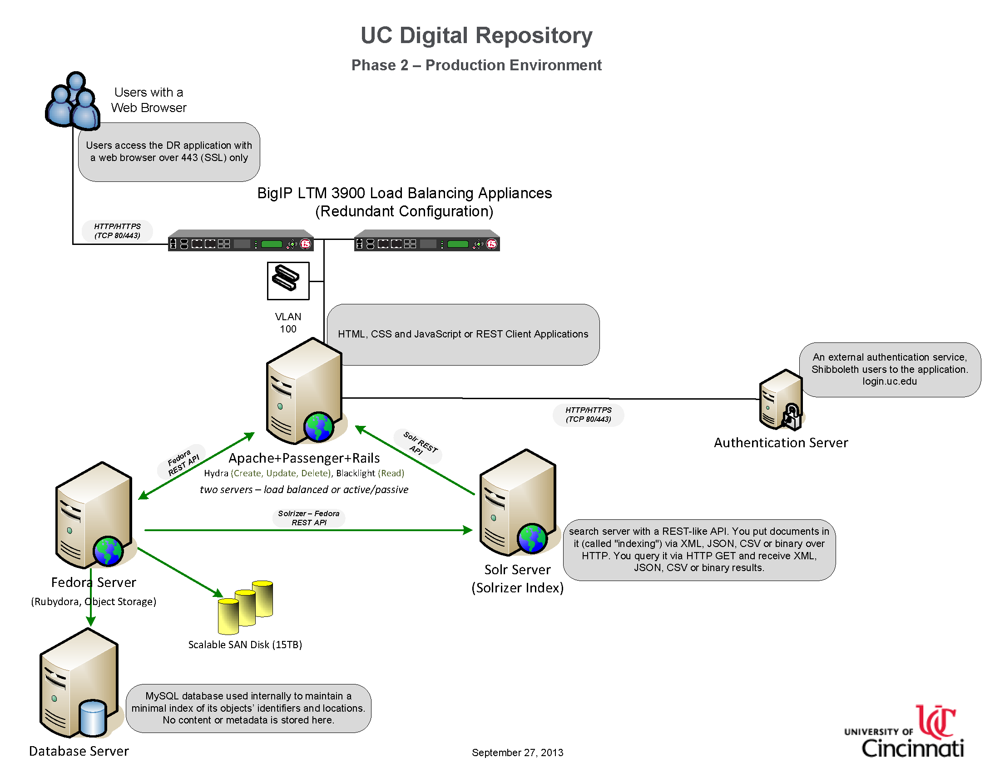 UC Digital Repository
Phase 2 – Production Environment
Users with a
Web Browser
Users access the DR application with
a web browser over 443 (SSL) only
BigIP LTM 3900 Load Balancing Appliances
(Redundant Configuration)
HTTP/HTTPS
(TCP 80/443)
f5
f5
VLAN
100
HTML, CSS and JavaScript or REST Client Applications
An external authentication service,
Shibboleth users to the application.
login.uc.edu
HTTP/HTTPS
(TCP 80/443)
Authentication Server
Solr REST
API
Fedora
REST API
Apache+Passenger+Rails
Hydra (Create, Update, Delete), Blacklight (Read)
two servers – load balanced or active/passive
Solrizer – Fedora
REST API
search server with a REST-like API. You put documents in
it (called "indexing") via XML, JSON, CSV or binary over
HTTP. You query it via HTTP GET and receive XML,
JSON, CSV or binary results.
Solr Server
(Solrizer Index)
Fedora Server
(Rubydora, Object Storage)
Scalable SAN Disk (15TB)
MySQL database used internally to maintain a
minimal index of its objects’ identifiers and locations.
No content or metadata is stored here.
Database Server
September 27, 2013
UC
UNIVERSITY OF
Cincinnati